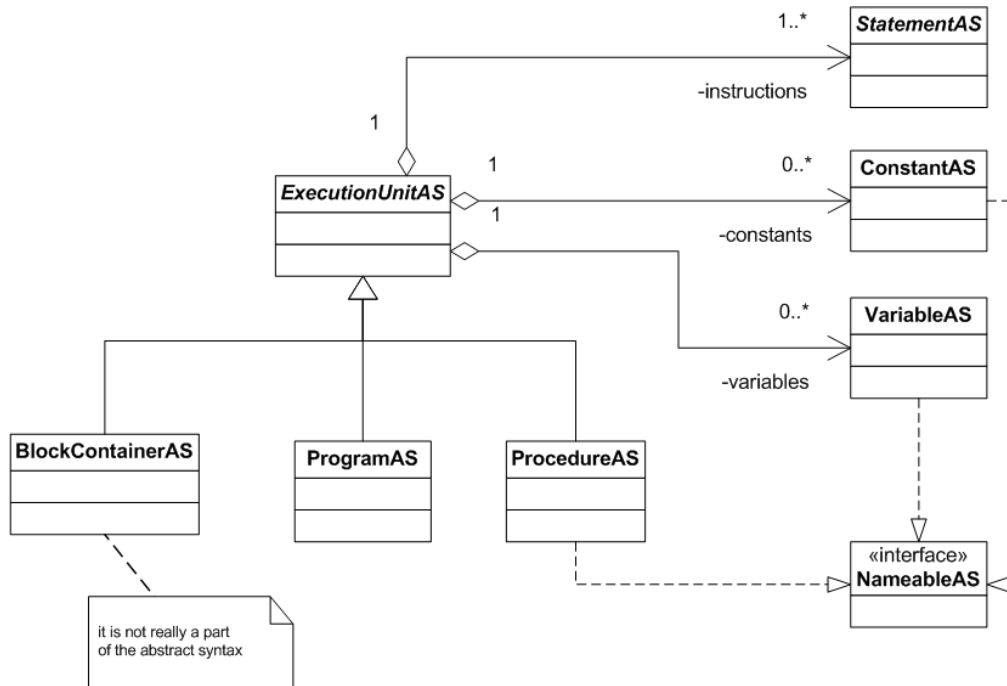 1..*
StatementAS
-instructions
1
1
0..*
ConstantAS
ExecutionUnitAS
1
-constants
0..*
VariableAS
-variables
BlockContainerAS
ProgramAS
ProcedureAS
«interface»
NameableAS
it is not really a part
of the abstract syntax